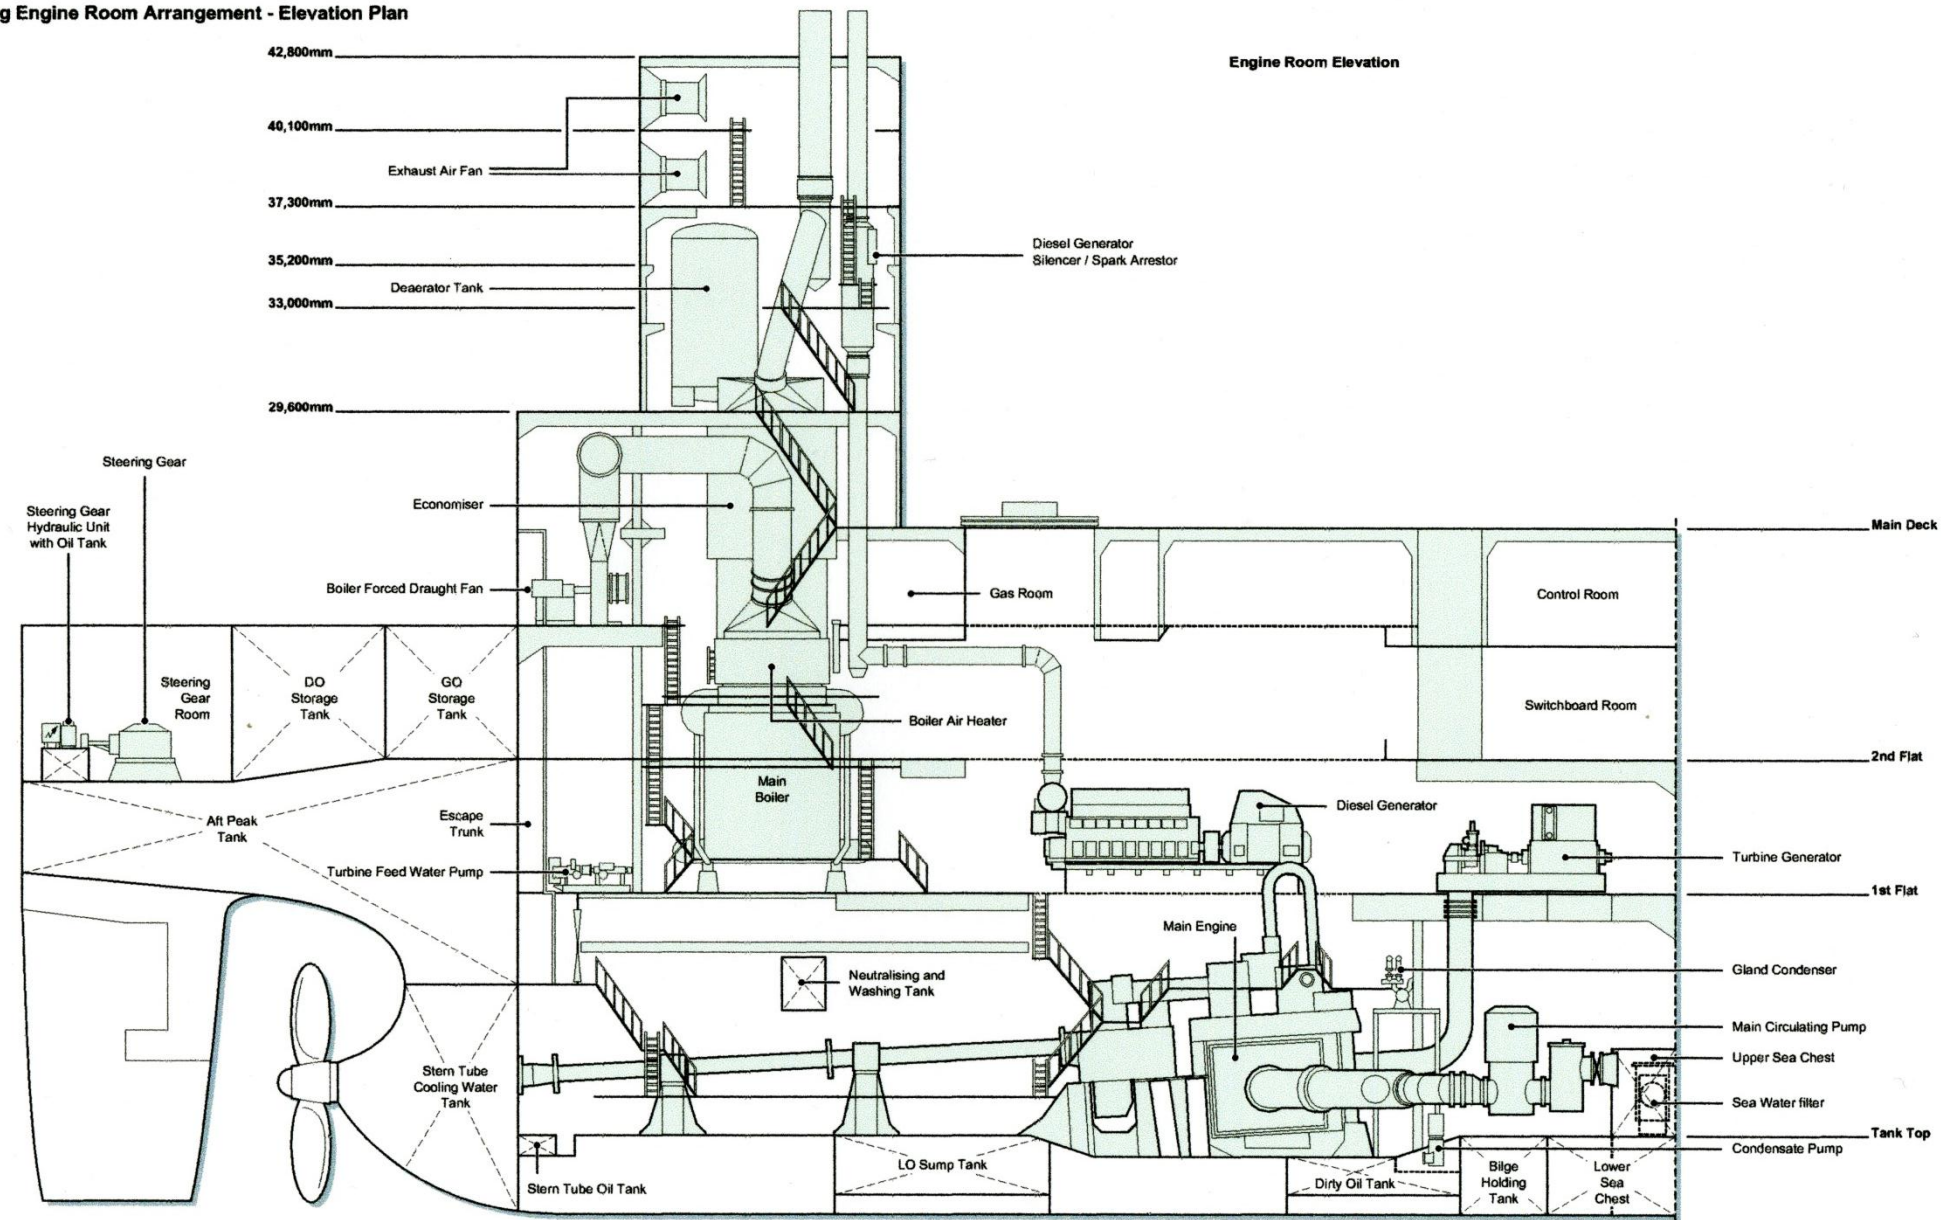 g Engine Room Arrangement - Elevation Plan
Engine Room Elevation
42,800mm
40,100mm
Exhaust Air Fan
37,300mm
Diesel Generator
Silencer / Spark Arrestor
35,200mm
Deaerator Tank
33,000mm
29,600mm
Steering Gear
Economiser
Steering Gear
Hydraulic Unit
with Oil Tank
Main Deck
Boiler Forced Draught Fan
Gas Room
Control Room
Steering
Gear
Room
DO
Storage
Tank
GO
Storage
Tank
Boiler Air Heater
Switchboard Room
2nd Flat
Main
Boiler
Diesel Generator
Aft Peak
Tank
Escape
Trunk
Turbine Generator
Turbine Feed Water Pump
1st Flat
Main Engine
Neutralising and
Washing Tank
Gland Condenser
Main Circulating Pump
Upper Sea Chest
Stern Tube
Cooling Water
Tank
Sea Water filter
Tank Top
Condensate Pump
LO Sump Tank
Stern Tube Oil Tank
Dirty Oil Tank
Bilge
Holding
Tank
Lower
Sea
Chest